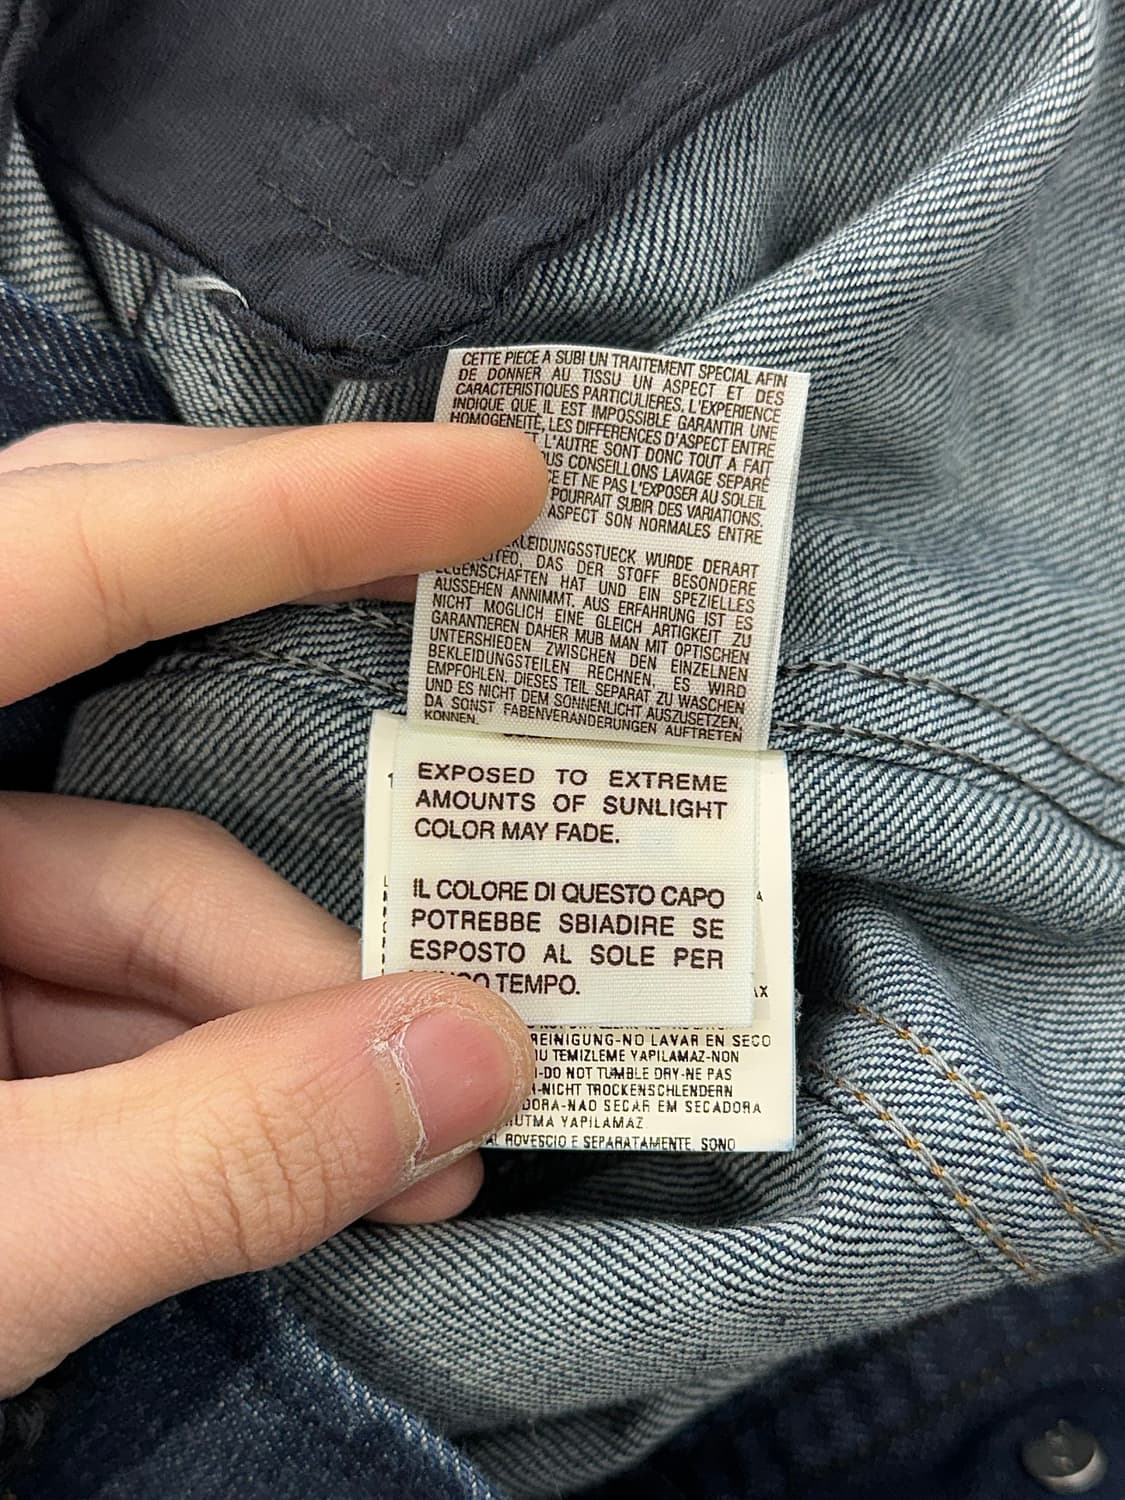 CETTE PIECE A SUBI UN TRAITEMENT SPECIAL AFIN
DE DONNER AU TISSU UN ASPECT ET DES
CARACTERISTIQUES PARTICULIERES, L'EXPERIENCE
INDIQUE QUE IL EST IMPOSSIBLE GARANTIR UNE
HOMOGENEITE, LES DIFFERENCES D'ASPECT ENTRE
L'AUTRE SONT DONC TOUT A FAIT
CONSEILLONS LAVAGE SEPARE
ET NE PAS L'EXPOSER AU SOLEIL
POURRAIT SUBIR DES VARIATIONS.
ASPECT SON NORMALES ENTRE
WURDE DERART
DAS DER STOFF BESONDERE
EIGENSCHAFTEN HAT UND EIN SPEZIELLES
AUSSEHEN ANNIMMT. AUS ERFAHRUNG IST ES
NICHT MOGLICH EINE GLEICH ARTIGKEIT ZU
GARANTIEREN DAHER MUB MAN MIT OPTISCHEN
UNTERSHIEDEN ZWISCHEN DEN EINZELNEN
BEKLEIDUNGSTEILEN RECHNEN. ES WIRD
EMPFOHLEN, DIESES TEIL SEPARAT ZU WASCHEN
UND ES NICHT DEM SONNENLICHT AUSZUSETZEN,
DA SONST FABENVERANDERUNGEN AUFTRETEN
KONNEN.
EXPOSED TO EXTREME
AMOUNTS OF SUNLIGHT
COLOR MAY FADE.
IL COLORE DI QUESTO CAPO
POTREBBE SBIADIRE SE
ESPOSTO AL SOLE PER
TEMPO.
REINIGUNG-NO LAVAR EN SECO
TEMIZLEME YAPILAMAZ-NON
-DO NOT TUMBLE DRY-NE PAS
-NICHT TROCKENSCHLENDERN
-NAO SECAR EM SECADORA
YAPILAMAZ
AL ROVESCIO E SEPARATAMENTE. SONO